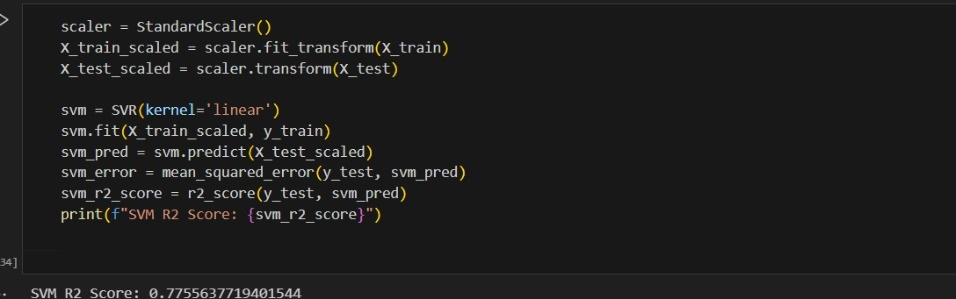 scaler = StandardScaler()
X_train_scaled = scaler.fit_transform(X_train)
X_test_scaled = scaler.transform(X_test)
svm = SVR(kernel='linear')
svm.fit(X_train_scaled, y_train)
svm_pred = svm.predict(X_test_scaled)
svm_error = mean_squared_error(y_test, svm_pred)
svm_r2_score = r2_score(y_test, svm_pred)
print(f"SVM R2 Score: {svm_r2_score}")
34]
SVM R2 Score: 0.7755637719401544